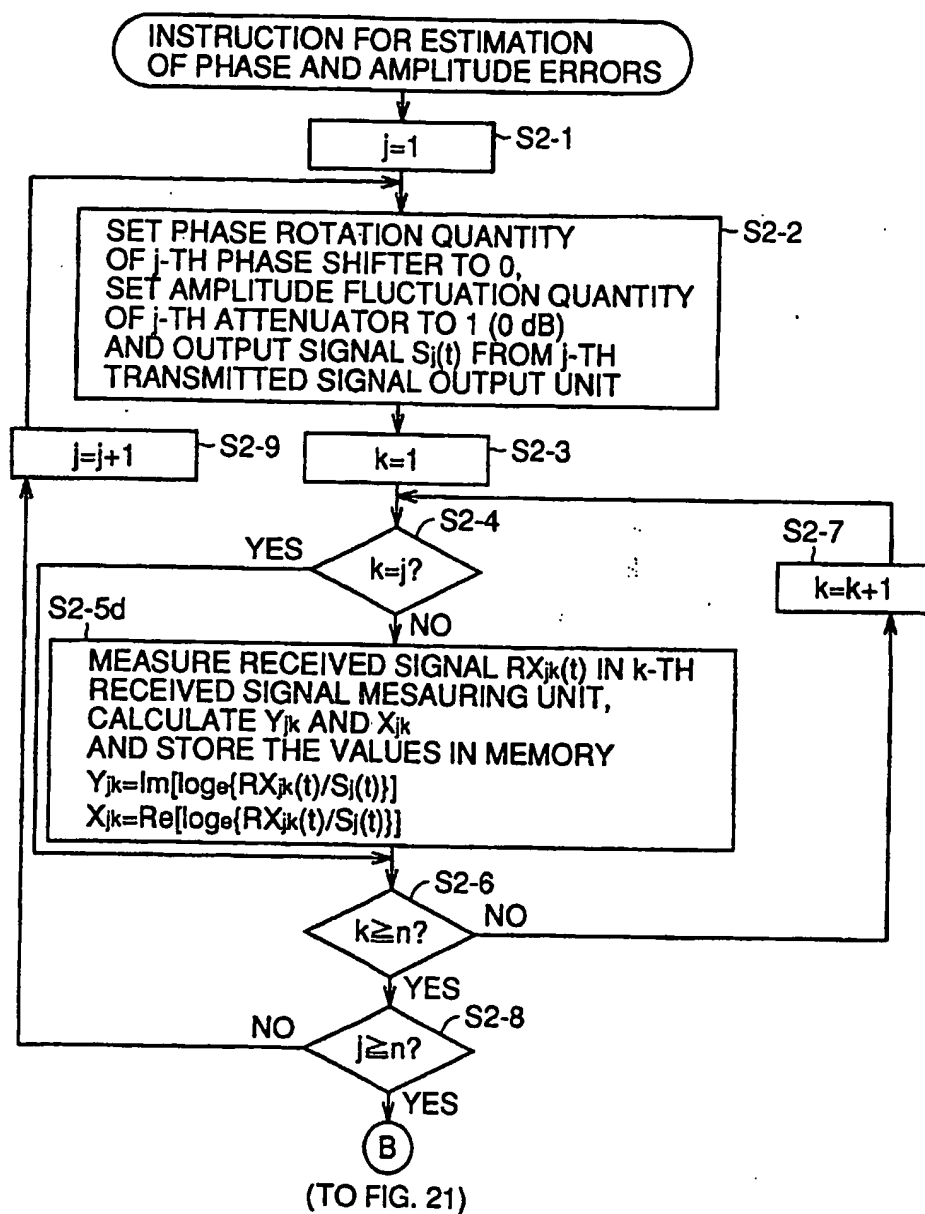 INSTRUCTION FOR ESTIMATION
OF PHASE AND AMPLITUDE ERRORS
j=1
S2-1
SET PHASE ROTATION QUANTITY
OF j-TH PHASE SHIFTER TO 0,
SET AMPLITUDE FLUCTUATION QUANTITY
OF j-TH ATTENUATOR TO 1 (0 dB)
AND OUTPUT SIGNAL Sj(t) FROM j-TH
TRANSMITTED SIGNAL OUTPUT UNIT
S2-2
j=j+1
S2-9
k=1
S2-3
S2-4
YES
k=j?
NO
S2-7
k=k+1
S2-5d
MEASURE RECEIVED SIGNAL RXjk(t) IN k-TH
RECEIVED SIGNAL MESAURING UNIT,
CALCULATE Yjk AND Xjk
AND STORE THE VALUES IN MEMORY
Yjk=Im[loge{RXjk(t)/Sj(t)}]
Xjk=Re[loge{RXjk(t)/Sj(t)}]
S2-6
k≧n?
NO
YES
S2-8
NO
j≧n?
YES
B
(TO FIG. 21)